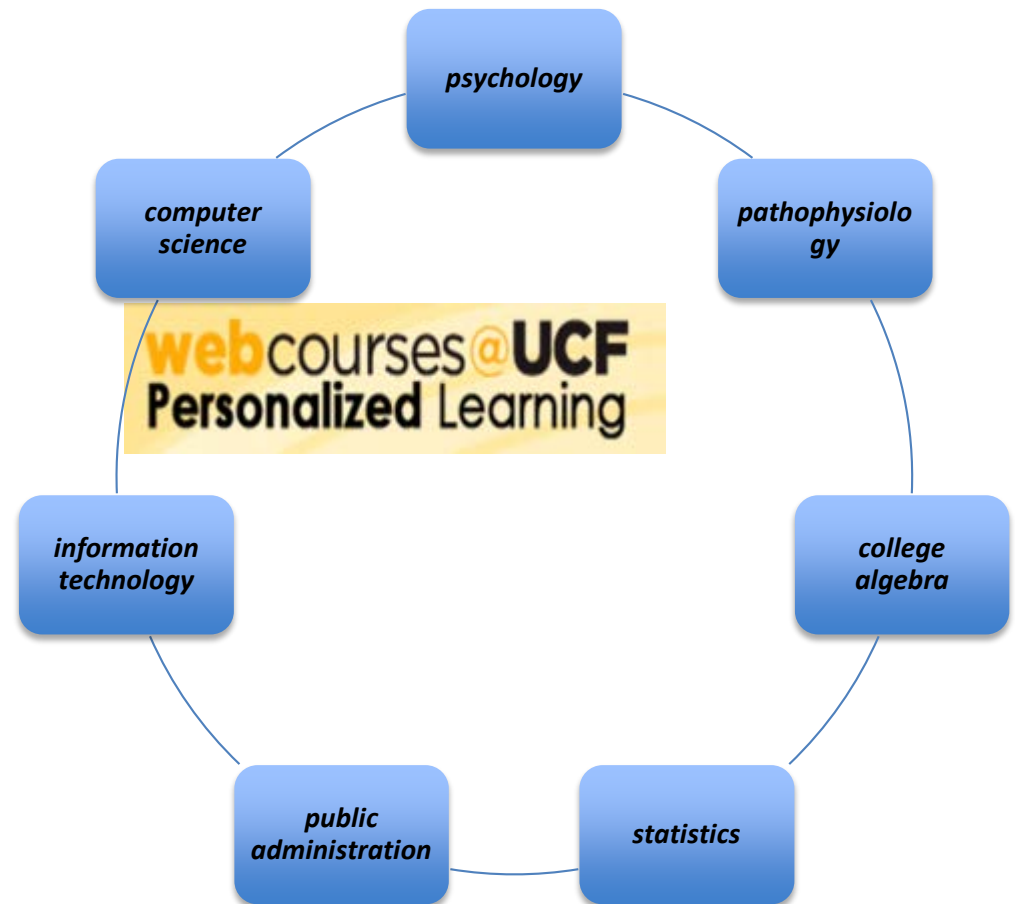 psychology
computer
science
pathophysiolo
gy
webcourses@UCF
Personalized Learning
information
technology
college
algebra
public
administration
statistics